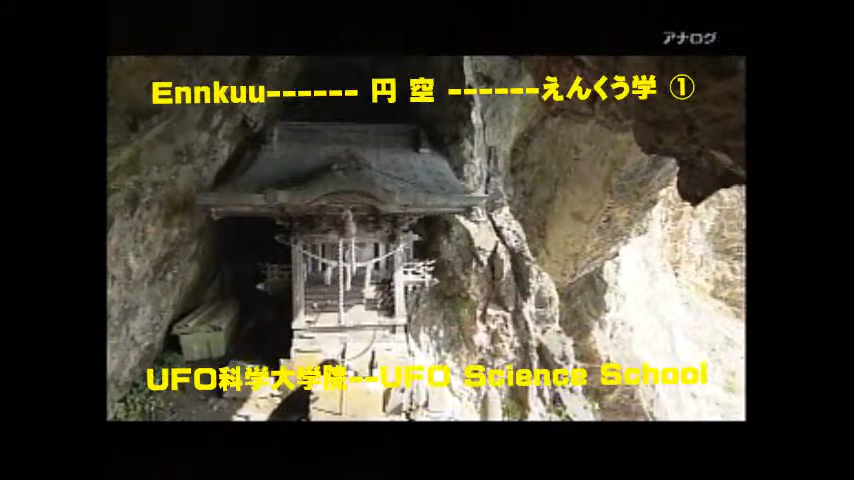 アナログ
Ennkuu------ 円 空 ------えんくう学 ①
UFO科学大学院--UFO Science School